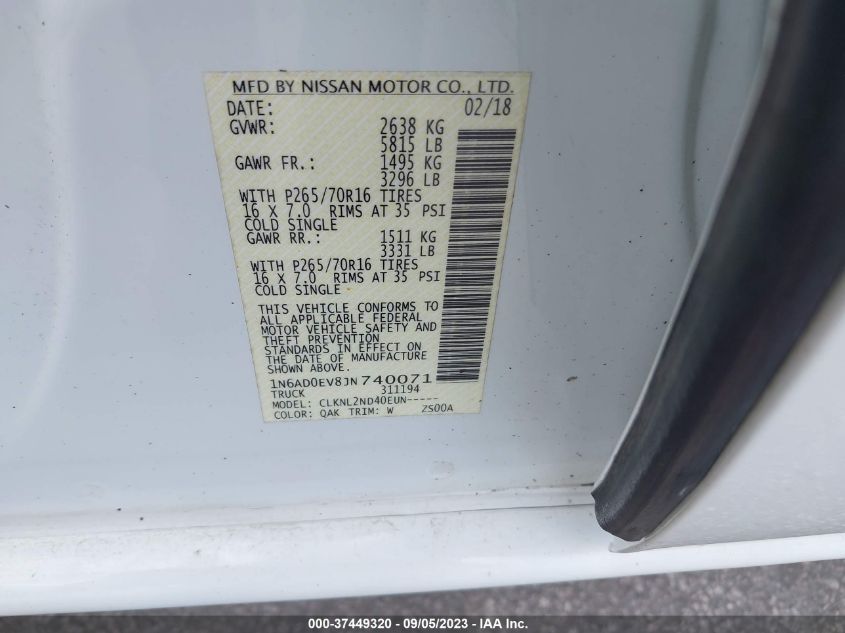 MFD BY NISSAN MOTOR CO., LTD.
DATE: 02/18
GVWR: 2638 KG
5815 LB
GAWR FR.: 1495 KG
3296 LB
WITH P265/70R16 TIRES
16 X 7.0 RIMS AT 35 PSI
COLD SINGLE
GAWR RR.: 1511 KG
3331 LB
WITH P265/70R16 TIRES
16 X 7.0 RIMS AT 35 PSI
COLD SINGLE
THIS VEHICLE CONFORMS TO
ALL APPLICABLE FEDERAL
MOTOR VEHICLE SAFETY AND
THEFT PREVENTION
STANDARDS IN EFFECT ON
THE DATE OF MANUFACTURE
SHOWN ABOVE.
1N6AD0EV8JN740071
TRUCK 311194
MODEL: CLKNL2ND40EUN-----
COLOR: QAK TRIM: W ZS00A
000-37449320 - 09/05/2023 - IAAI.com Inc.